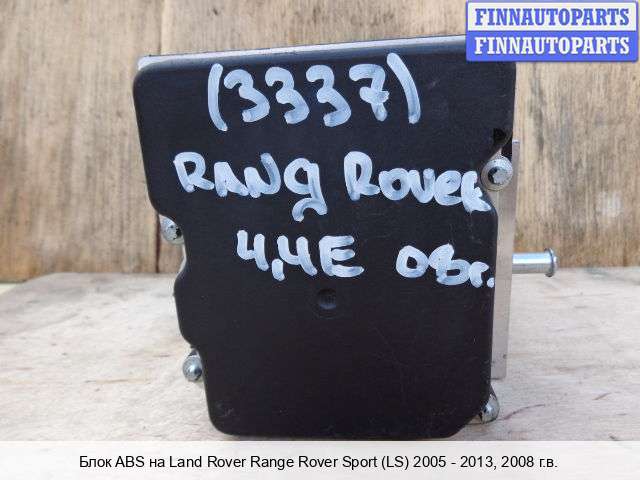 FINNAUTOPARTS
FINNAUTOPARTS
(3337)
RANG ROVER
4,4E 08г.
Блок ABS на Land Rover Range Rover Sport (LS) 2005 - 2013, 2008 г.в.